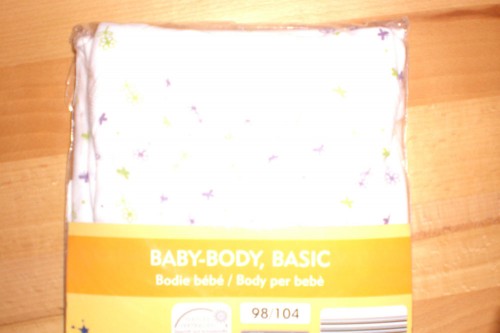 BABY-BODY, BASIC
Bodie bébé / Body per bebè
98/104